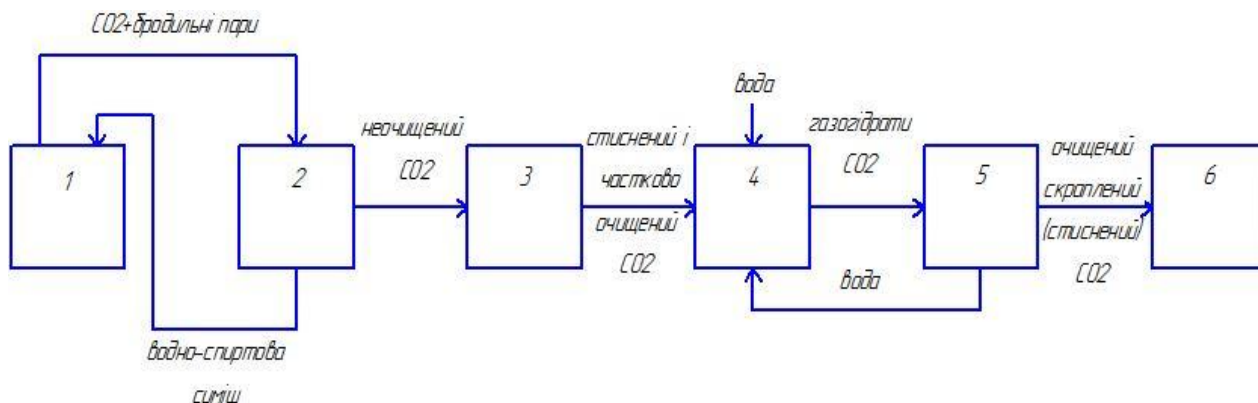 CO2+бродильні пари
вода
неочищений
CO2
стиснений і
частково
очищений
CO2
газогідрати
CO2
очищений
скраплений
(стиснений)
CO2
1
2
3
4
5
6
вода
водно-спиртова
суміш